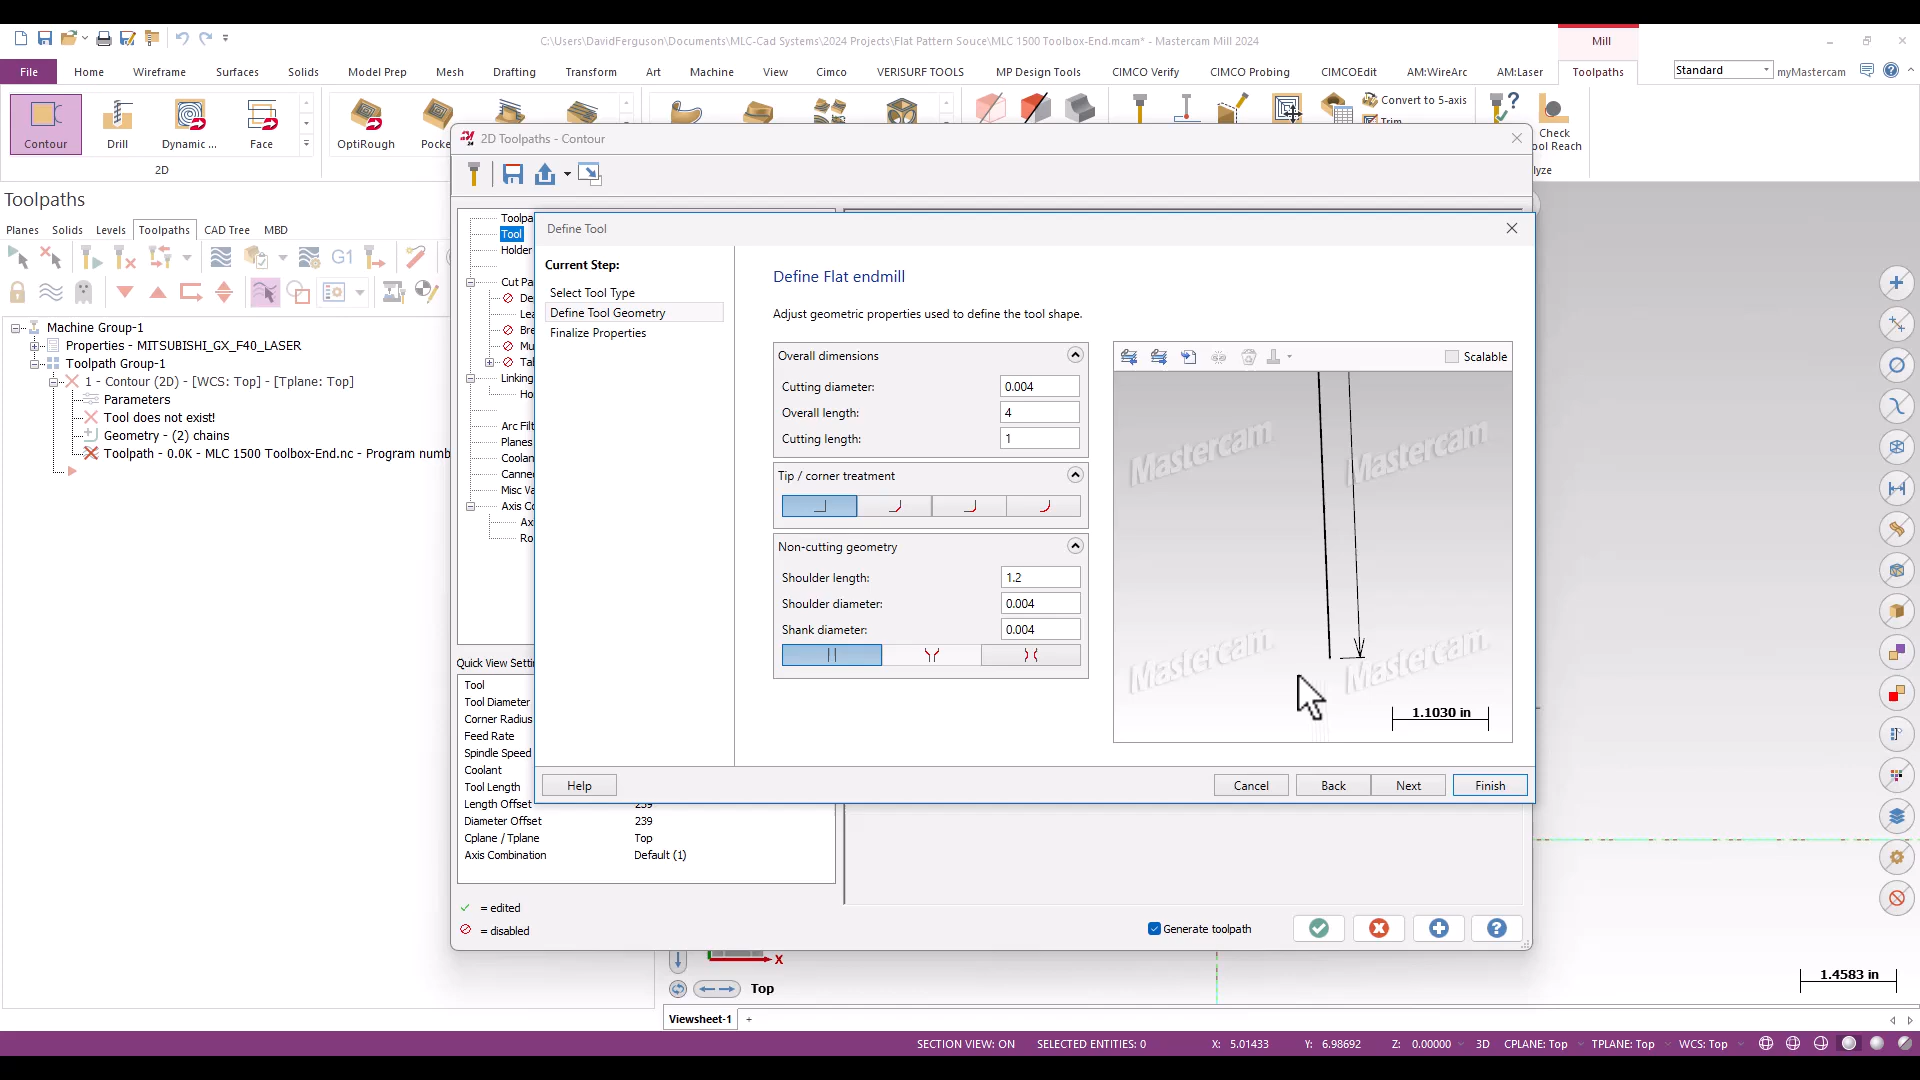 C:\Users\DavidFerguson\Documents\MLC-Cad Systems\2024 Projects\Flat Pattern Souce\MLC 1500 Toolbox-End.mcam* - Mastercam Mill 2024
Mill
File Home Wireframe Surfaces Solids Model Prep Mesh Drafting Transform Art Machine View Cimco VERISURF TOOLS MP Design Tools CIMCO Verify CIMCO Probing CIMCOEdit AM:WireArc AM:Laser Toolpaths
Standard
myMastercam
Contour Drill Dynamic ... Face OptiRough
Convert to 5-axis
Trim
Check
2D
2D Toolpaths - Contour
Toolpaths
Planes Solids Levels Toolpaths CAD Tree MBD
G1
Machine Group-1
Properties - MITSUBISHI_GX_F40_LASER
Toolpath Group-1
1 - Contour (2D) - [WCS: Top] - [Tplane: Top]
Parameters
Tool does not exist!
Geometry - (2) chains
Toolpath - 0.0K - MLC 1500 Toolbox-End.nc - Program numb
Tool
Holder
Linking
Planes
Define Tool
Current Step:
Select Tool Type
Define Tool Geometry
Finalize Properties
Define Flat endmill
Adjust geometric properties used to define the tool shape.
Overall dimensions
Cutting diameter: 0.004
Overall length: 4
Cutting length: 1
Tip / corner treatment
Non-cutting geometry
Shoulder length: 1.2
Shoulder diameter: 0.004
Shank diameter: 0.004
Scalable
Mastercam Mastercam
Mastercam Mastercam
1.1030 in
Help Cancel Back Next Finish
Quick View Setti
Tool
Tool Diameter
Corner Radius
Feed Rate
Spindle Speed
Coolant
Tool Length
Length Offset 239
Diameter Offset 239
Cplane / Tplane Top
Axis Combination Default (1)
= edited
= disabled
Generate toolpath
X
Top
1.4583 in
Viewsheet-1 +
SECTION VIEW: ON SELECTED ENTITIES: 0 X: 5.01433 Y: 6.98692 Z: 0.00000 3D CPLANE: Top TPLANE: Top WCS: Top